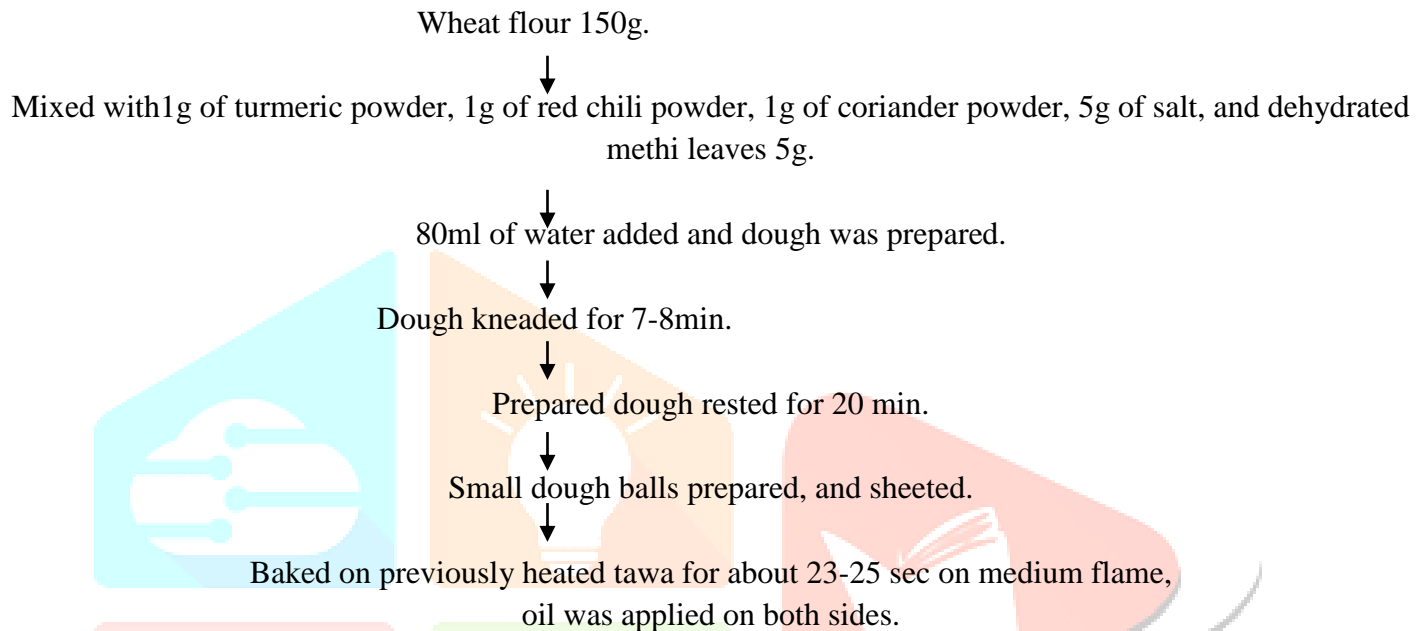 Wheat flour 150g.
Mixed with1g of turmeric powder, 1g of red chili powder, 1g of coriander powder, 5g of salt, and dehydrated
methi leaves 5g.
80ml of water added and dough was prepared.
Dough kneaded for 7-8min.
Prepared dough rested for 20 min.
Small dough balls prepared, and sheeted.
Baked on previously heated tawa for about 23-25 sec on medium flame,
oil was applied on both sides.